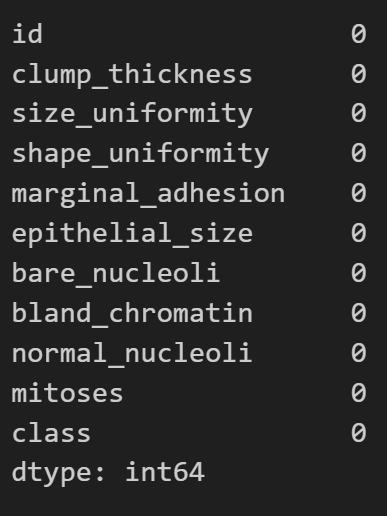 id 0
clump_thickness 0
size_uniformity 0
shape_uniformity 0
marginal_adhesion 0
epithelial_size 0
bare_nucleoli 0
bland_chromatin 0
normal_nucleoli 0
mitoses 0
class 0
dtype: int64